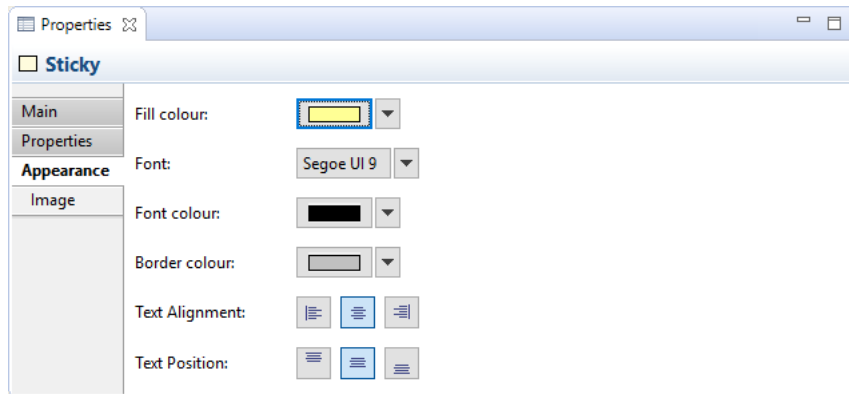 Properties
Sticky
Main
Properties
Appearance
Image
Fill colour:
Font:
Segoe UI 9
Font colour:
Border colour:
Text Alignment:
Text Position: